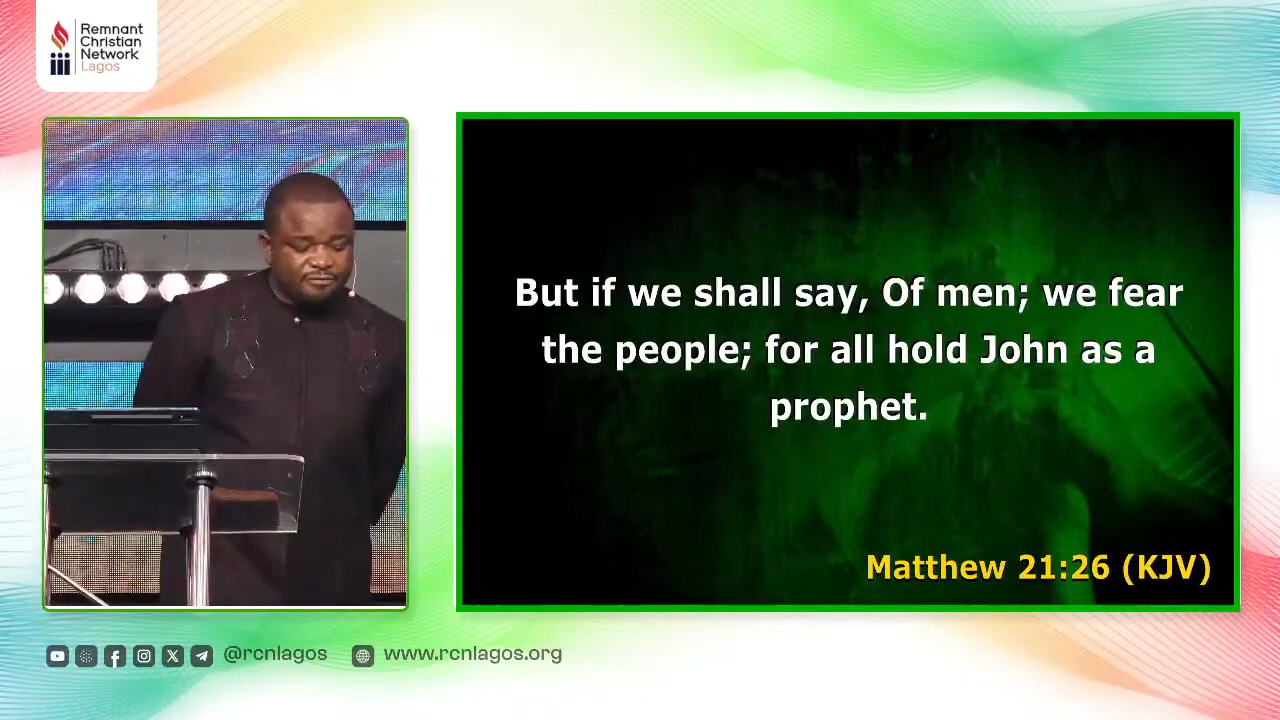 Remnant
Christian
Network
Lagos
But if we shall say, Of men; we fear
the people; for all hold John as a
prophet.
Matthew 21:26 (KJV)
@rcnlagos
www.rcnlagos.org